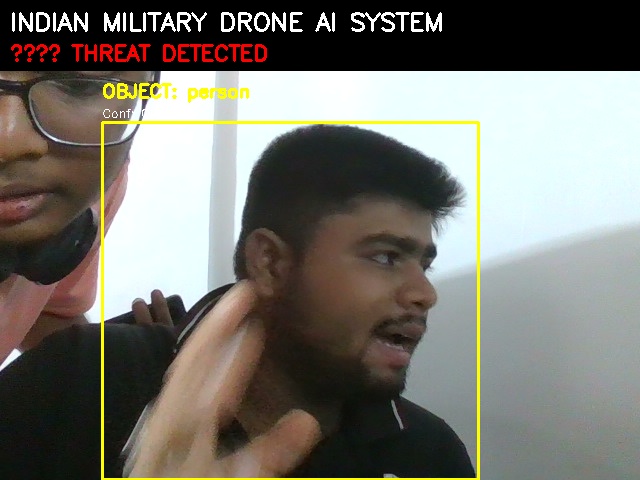 INDIAN MILITARY DRONE AI SYSTEM
???? THREAT DETECTED
OBJECT: person